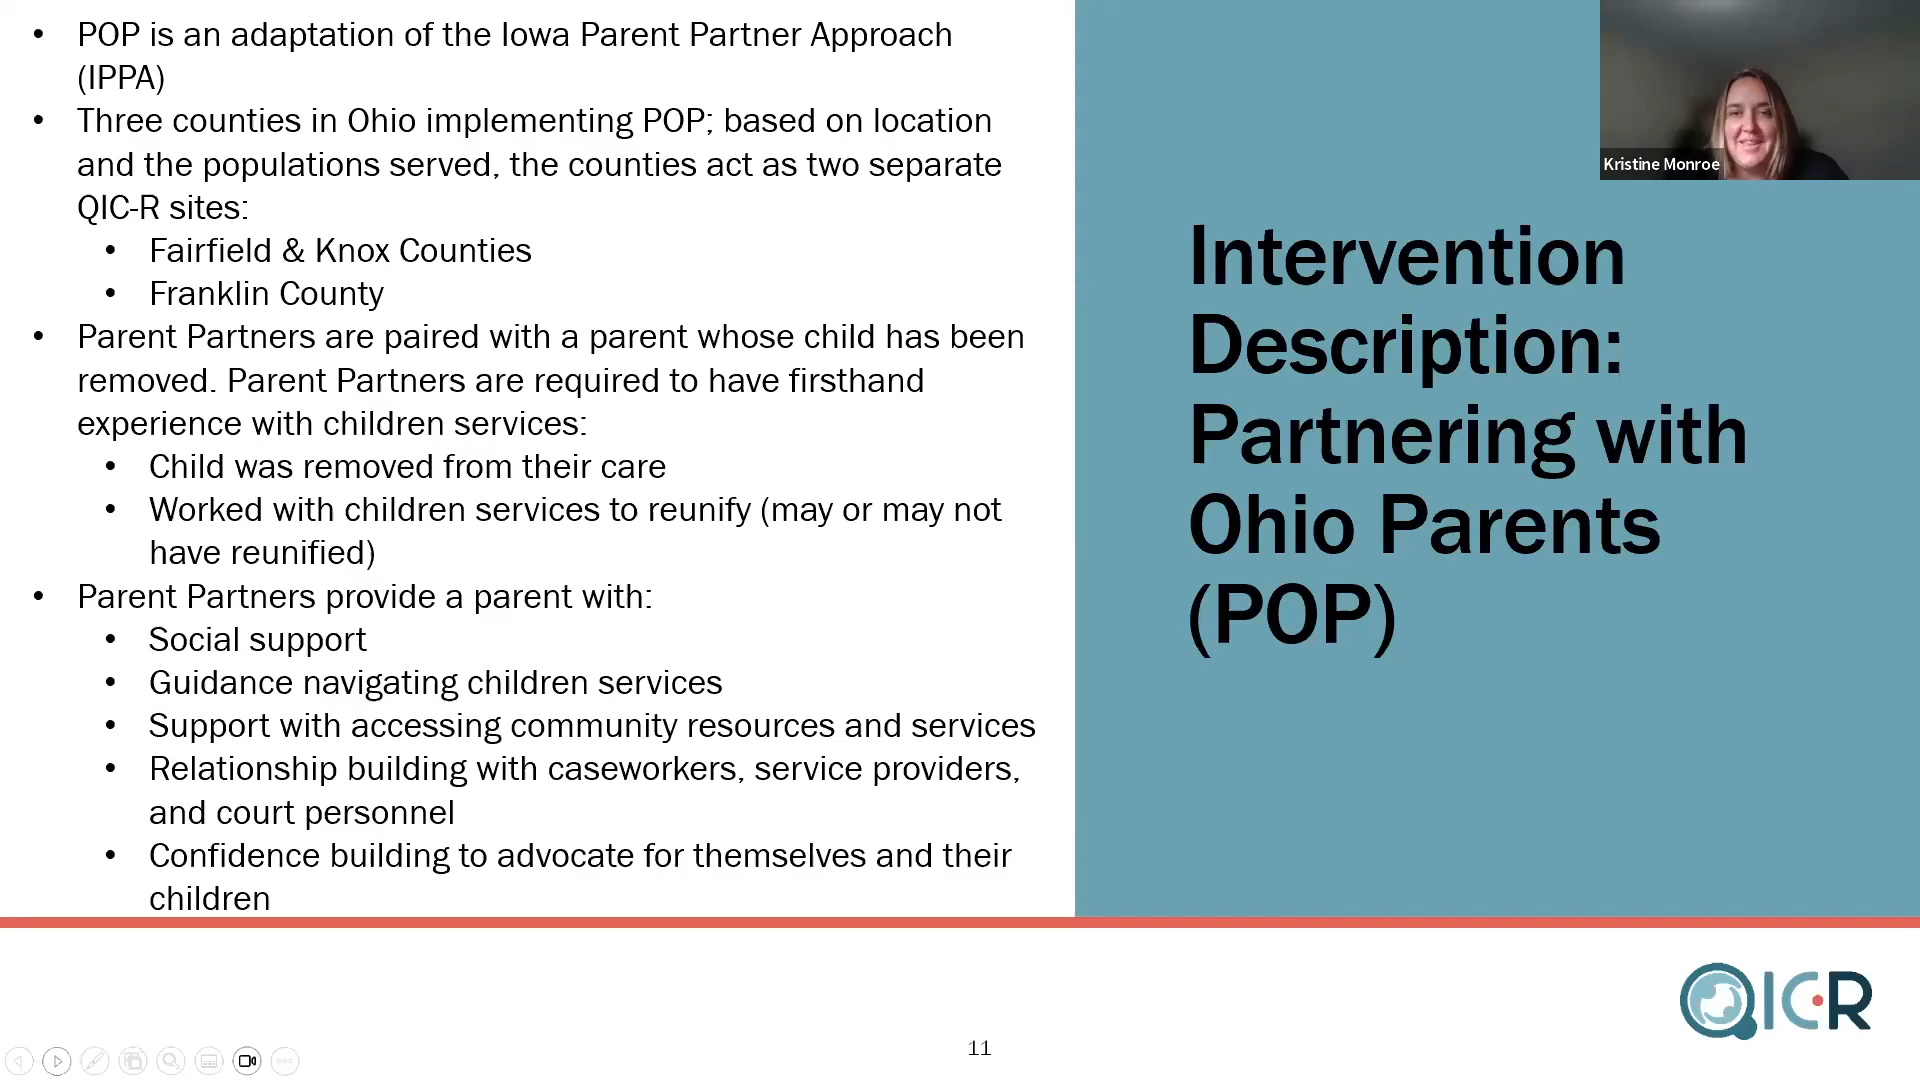 • POP is an adaptation of the Iowa Parent Partner Approach
(IPPA)
• Three counties in Ohio implementing POP; based on location
and the populations served, the counties act as two separate
QIC-R sites:
• Fairfield & Knox Counties
• Franklin County
• Parent Partners are paired with a parent whose child has been
removed. Parent Partners are required to have firsthand
experience with children services:
• Child was removed from their care
• Worked with children services to reunify (may or may not
have reunified)
• Parent Partners provide a parent with:
• Social support
• Guidance navigating children services
• Support with accessing community resources and services
• Relationship building with caseworkers, service providers,
and court personnel
• Confidence building to advocate for themselves and their
children
Kristine Monroe
Intervention
Description:
Partnering with
Ohio Parents
(POP)
QIC-R
11